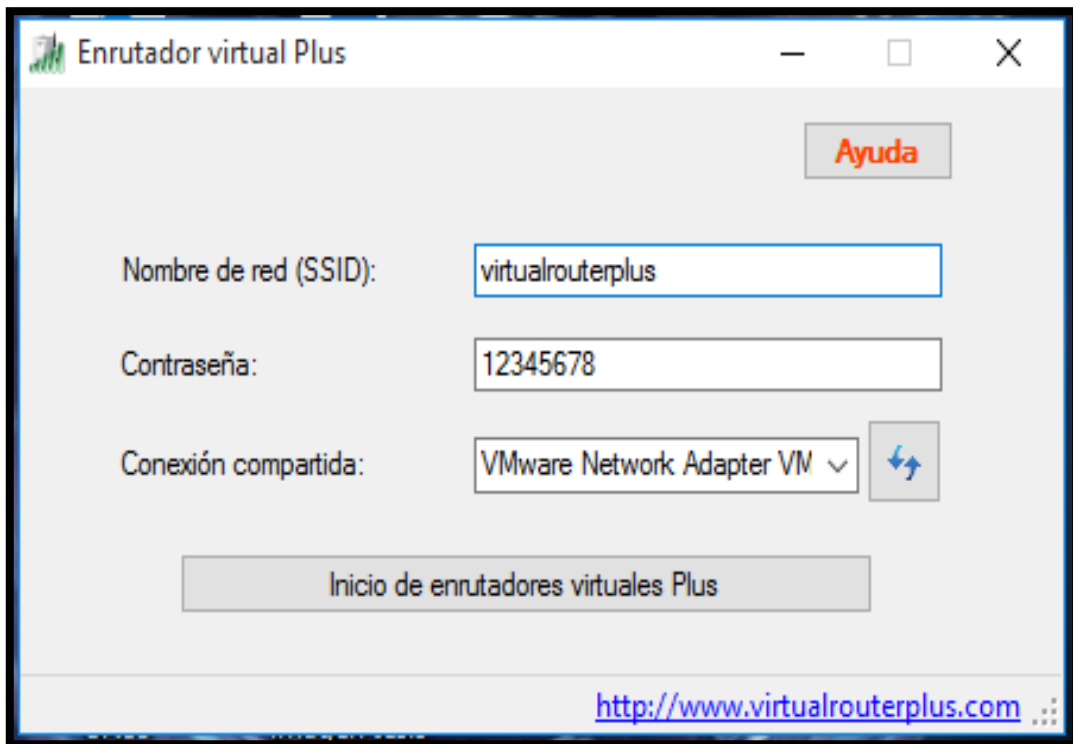 Enrutador virtual Plus
Ayuda
Nombre de red (SSID):
virtualrouterplus
Contraseña:
12345678
Conexión compartida:
VMware Network Adapter VM
Inicio de enrutadores virtuales Plus
http://www.virtualrouterplus.com